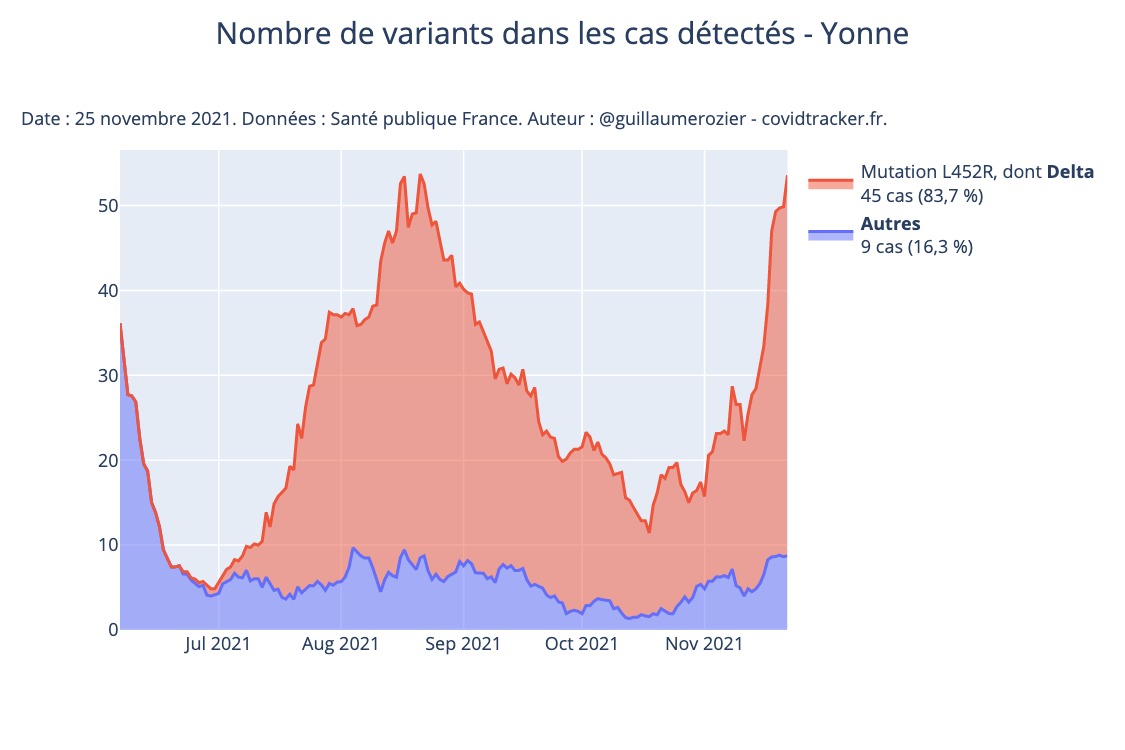 Nombre de variants dans les cas détectés - Yonne
Date : 25 novembre 2021. Données : Santé publique France. Auteur : @guillaumerozier - covidtracker.fr.
Mutation L452R, dont Delta
45 cas (83,7 %)
Autres
9 cas (16,3 %)
50
40
30
20
10
0
Jul 2021 Aug 2021 Sep 2021 Oct 2021 Nov 2021